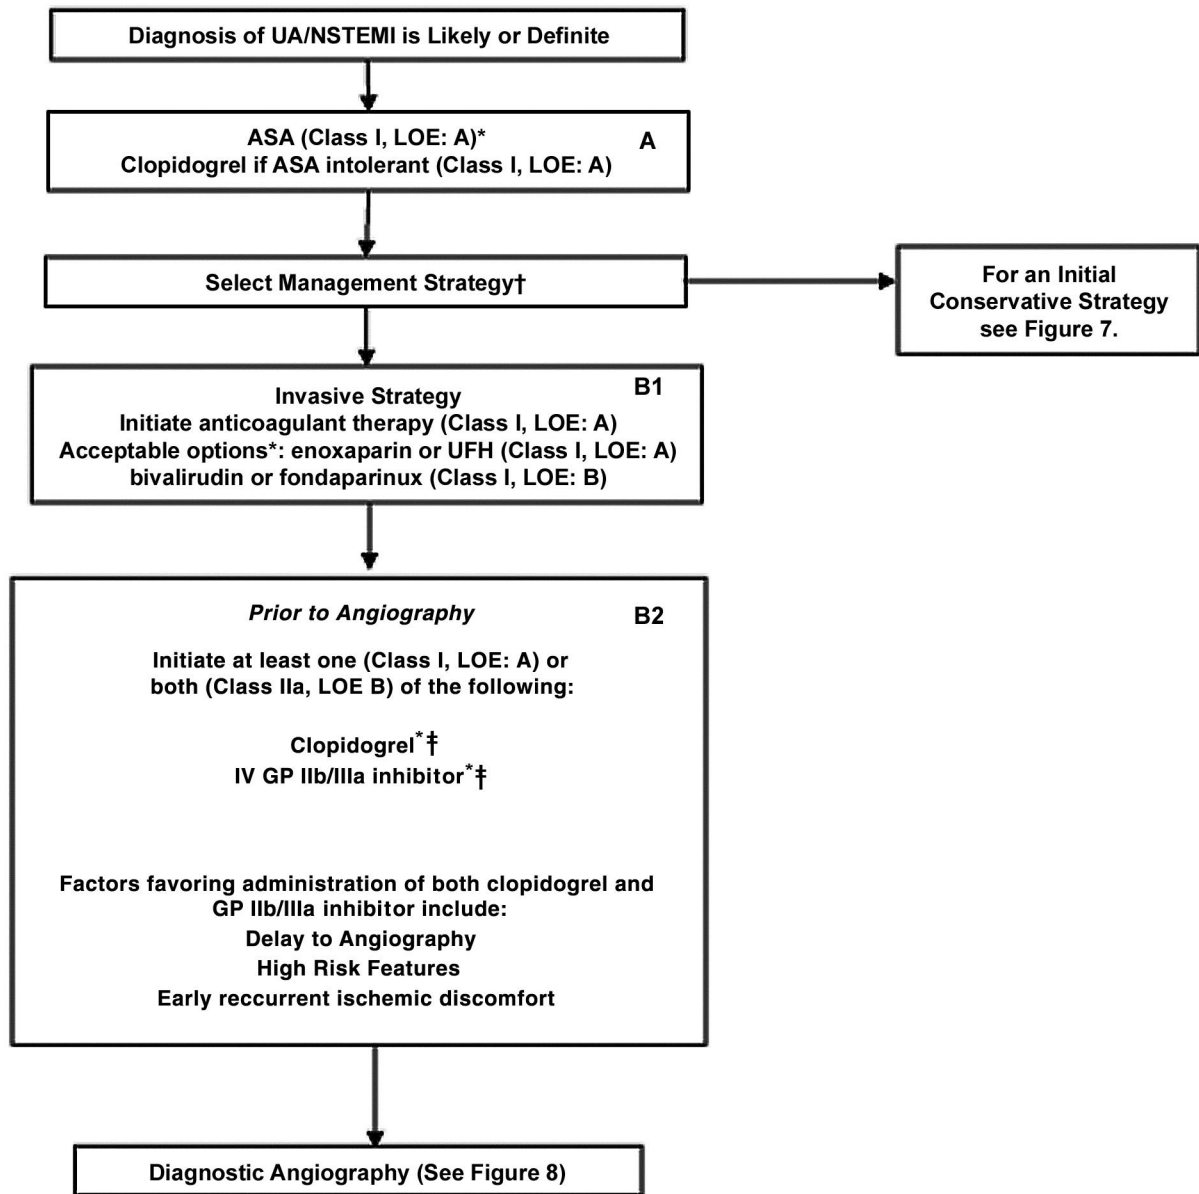 Diagnosis of UA/NSTEMI is Likely or Definite
A
ASA (Class I, LOE: A)*
Clopidogrel if ASA intolerant (Class I, LOE: A)
Select Management Strategy†
For an Initial
Conservative Strategy
see Figure 7.
B1
Invasive Strategy
Initiate anticoagulant therapy (Class I, LOE: A)
Acceptable options*: enoxaparin or UFH (Class I, LOE: A)
bivalirudin or fondaparinux (Class I, LOE: B)
B2
Prior to Angiography
Initiate at least one (Class I, LOE: A) or
both (Class IIa, LOE B) of the following:
Clopidogrel*‡
IV GP IIb/IIIa inhibitor*‡
Factors favoring administration of both clopidogrel and
GP IIb/IIIa inhibitor include:
Delay to Angiography
High Risk Features
Early reccurrent ischemic discomfort
Diagnostic Angiography (See Figure 8)